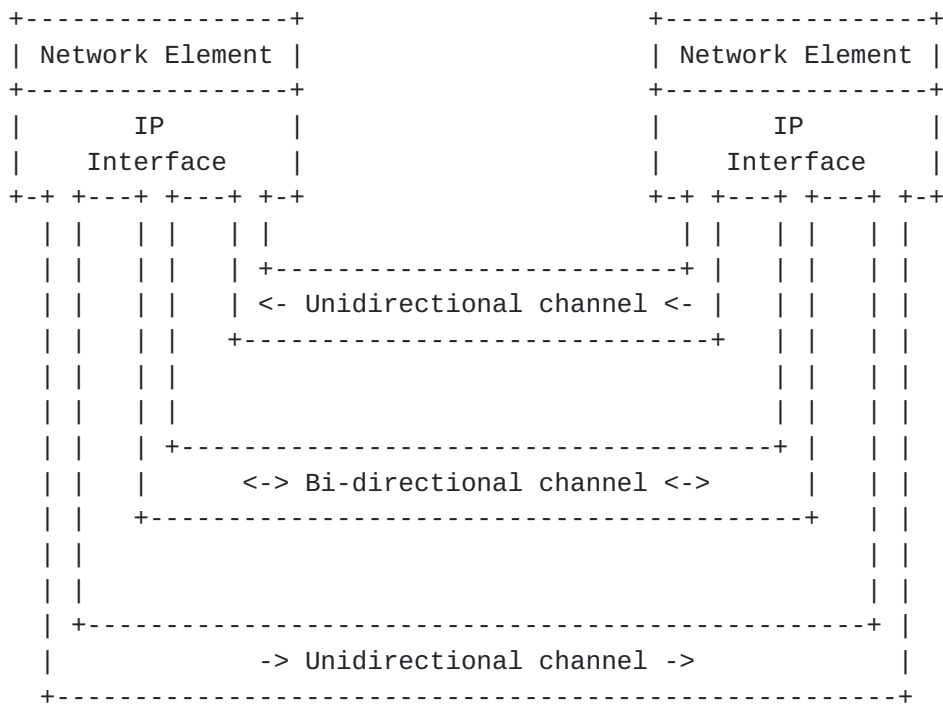 Network Element Network Element
IP IP
Interface Interface
<- Unidirectional channel <-
<-> Bi-directional channel <->
-> Unidirectional channel ->